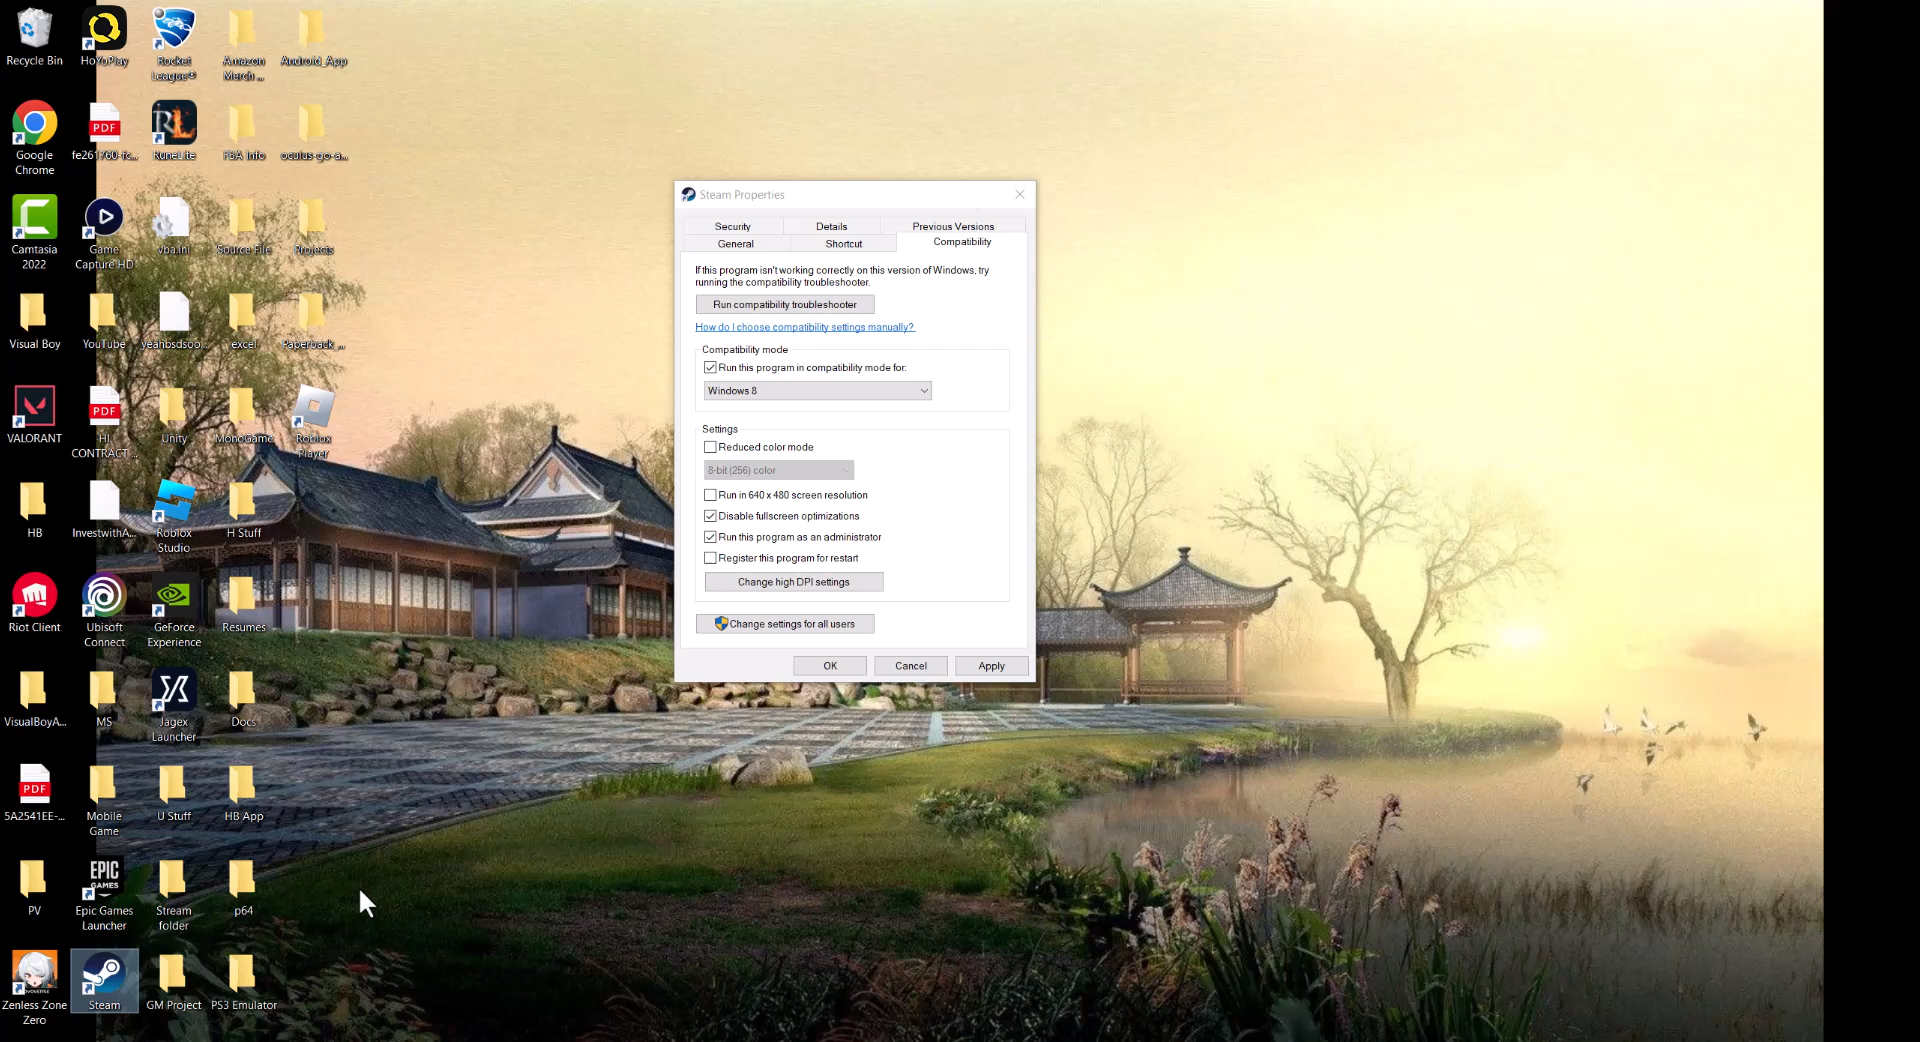 Recycle Bin
HoYoPlay
Rocket
League®
Amazon
Merch ...
Android_App
Google
Chrome
PDF
fe261760-fc...
RL
RuneLite
FBA Info
oculus-go-a...
Camtasia
2022
Game
Capture HD
vba.ini
Source File
Projects
Visual Boy
YouTube
yeahbsdsoo...
excel
Paperback_...
VALORANT
PDF
HI
CONTRACT ...
Unity
MonoGame
Roblox
Player
HB
InvestwithA...
Roblox
Studio
H Stuff
Riot Client
Ubisoft
Connect
GeForce
Experience
Resumes
VisualBoyA...
MS
Jagex
Launcher
Docs
PDF
5A2541EE-...
Mobile
Game
U Stuff
HB App
PV
EPIC
GAMES
Epic Games
Launcher
Stream
folder
p64
Zenless Zone
Zero
Steam
GM Project
PS3 Emulator
Steam Properties
Security
Details
Previous Versions
General
Shortcut
Compatibility
If this program isn't working correctly on this version of Windows, try
running the compatibility troubleshooter.
Run compatibility troubleshooter
How do I choose compatibility settings manually?
Compatibility mode
Run this program in compatibility mode for:
Windows 8
Settings
Reduced color mode
8-bit (256) color
Run in 640 x 480 screen resolution
Disable fullscreen optimizations
Run this program as an administrator
Register this program for restart
Change high DPI settings
Change settings for all users
OK
Cancel
Apply